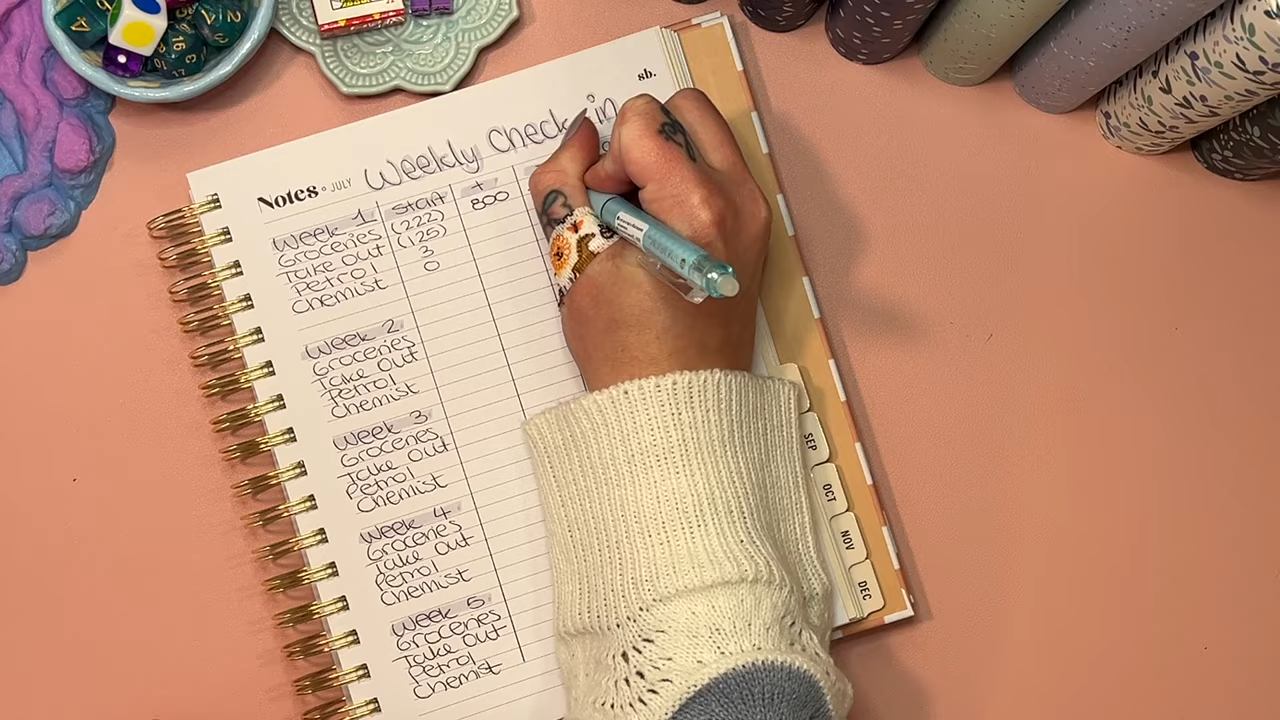 sb.
Notes JULY Weekly Check in
Week 1 Start +
Groceries (222) 800
Take Out (125)
Petrol 3
Chemist 0
Week 2
Groceries
Take Out
Petrol
Chemist
Week 3
Groceries
Take Out
Petrol
Chemist
Week 4
Groceries
Take Out
Petrol
Chemist
Week 5
Groceries
Take Out
Petrol
Chemist
SEP
OCT
NOV
DEC